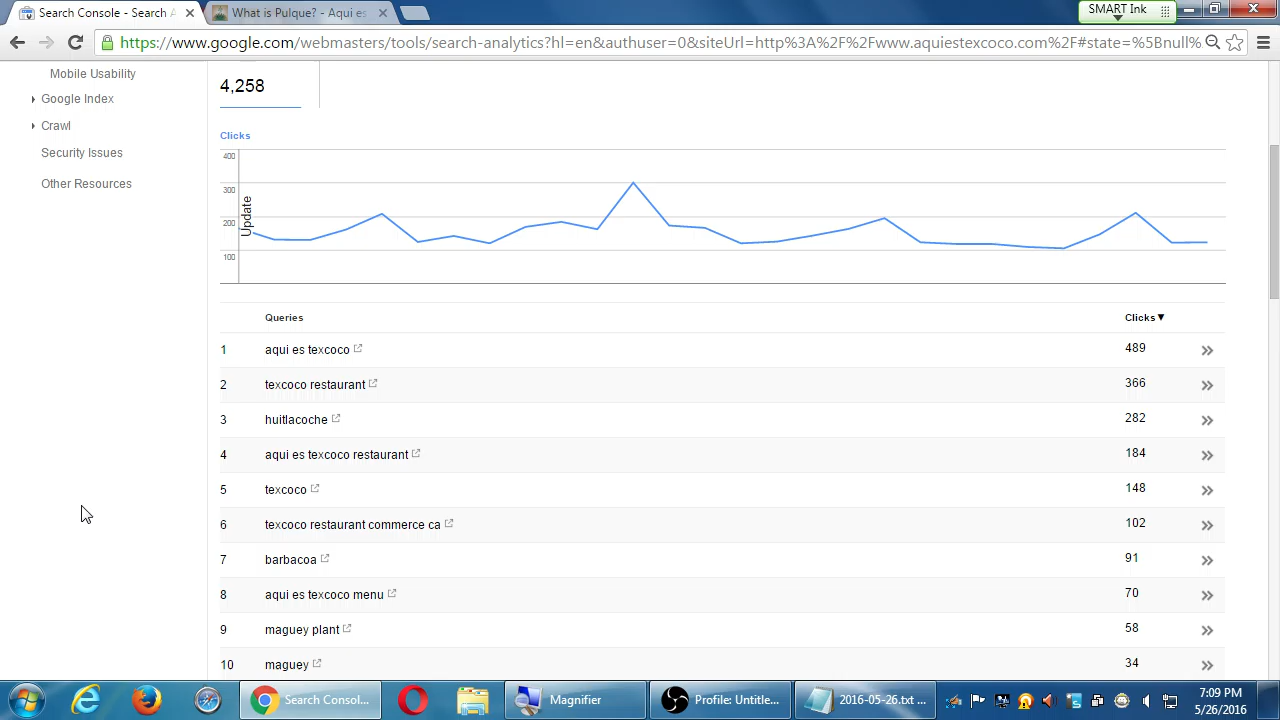 Search Console - Search A
What is Pulque? - Aqui es
SMART Ink
https://www.google.com/webmasters/tools/search-analytics?hl=en&authuser=0&siteUrl=http%3A%2F%2Fwww.aquiestexcoco.com%2F#state=%5Bnull%
Mobile Usability
Google Index
Crawl
Security Issues
Other Resources
4,258
Clicks
400
300
200
100
Update
Queries Clicks▼
1 aqui es texcoco 489
2 texcoco restaurant 366
3 huitlacoche 282
4 aqui es texcoco restaurant 184
5 texcoco 148
6 texcoco restaurant commerce ca 102
7 barbacoa 91
8 aqui es texcoco menu 70
9 maguey plant 58
10 maguey 34
Search Consol...
Magnifier
Profile: Untitle...
2016-05-26.txt ...
7:09 PM
5/26/2016